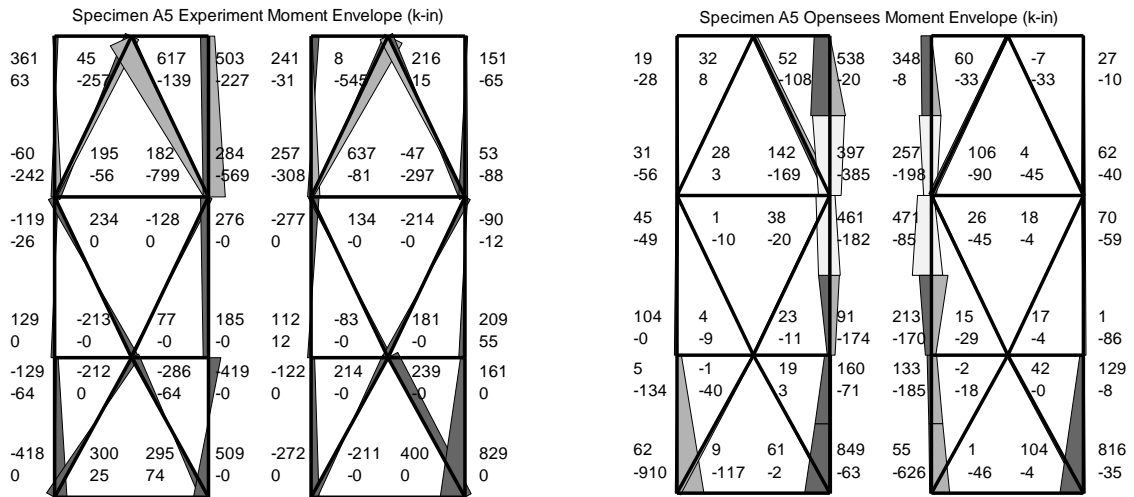 Specimen A5 Experiment Moment Envelope (k-in)
361 45 617 503 241 8 216 151
63 -257 -139 -227 -31 -545 -15 -65
-60 195 182 284 257 637 -47 53
-242 -56 -799 -569 -308 -81 -297 -88
-119 234 -128 276 -277 134 -214 -90
-26 0 0 -0 0 -0 -0 -12
129 -213 77 185 112 -83 181 209
0 -0 -0 -0 12 -0 -0 55
-129 -212 -286 -419 -122 214 239 161
-64 0 -64 -0 0 -0 -0 0
-418 300 295 509 -272 -211 400 829
0 25 74 -0 0 -0 0 0
Specimen A5 Opensees Moment Envelope (k-in)
19 32 52 538 348 60 -7 27
-28 8 -108 -20 -8 -33 -33 -10
31 28 142 397 257 106 4 62
-56 3 -169 -385 -198 -90 -45 -40
45 1 38 461 471 26 18 70
-49 -10 -20 -182 -85 -45 -4 -59
104 4 23 91 213 15 17 1
-0 -9 -11 -174 -170 -29 -4 -86
5 -1 19 160 133 -2 42 129
-134 -40 3 -71 -185 -18 -0 -8
62 9 61 849 55 1 104 816
-910 -117 -2 -63 -626 -46 -4 -35